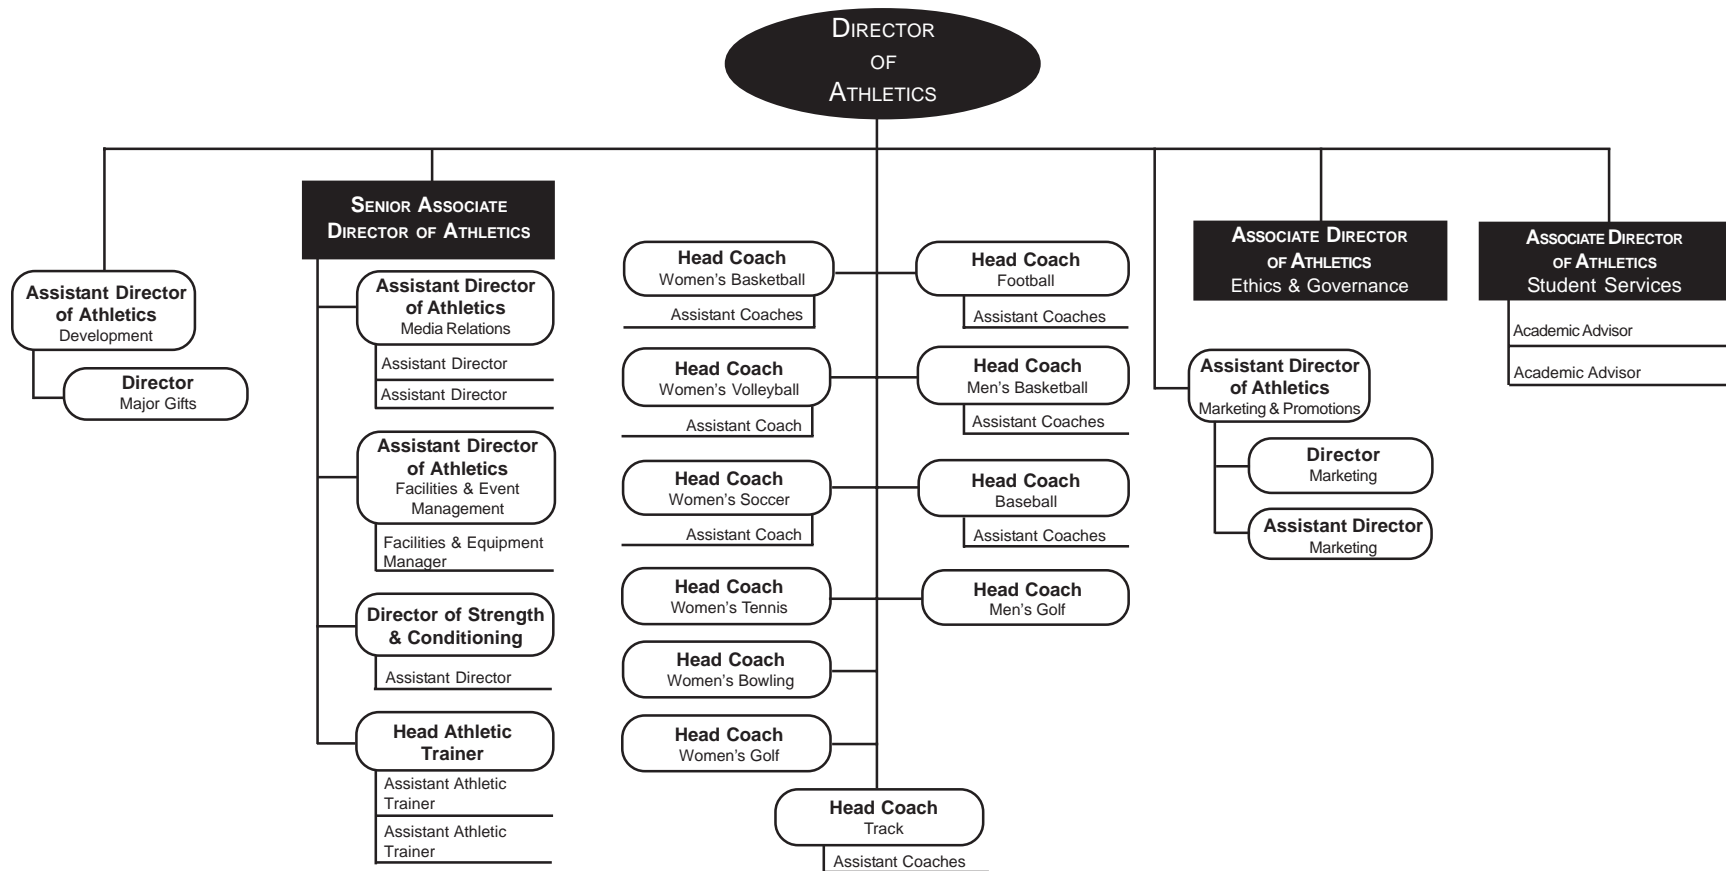 DIRECTOR
OF
ATHLETICS
SENIOR ASSOCIATE
DIRECTOR OF ATHLETICS
ASSOCIATE DIRECTOR
OF ATHLETICS
Ethics & Governance
ASSOCIATE DIRECTOR
OF ATHLETICS
Student Services
Academic Advisor
Academic Advisor
Assistant Director
of Athletics
Development
Director
Major Gifts
Assistant Director
of Athletics
Media Relations
Assistant Director
Assistant Director
Assistant Director
of Athletics
Facilities & Event
Management
Facilities & Equipment
Manager
Director of Strength
& Conditioning
Assistant Director
Head Athletic
Trainer
Assistant Athletic
Trainer
Assistant Athletic
Trainer
Head Coach
Women's Basketball
Assistant Coaches
Head Coach
Women's Volleyball
Assistant Coach
Head Coach
Women's Soccer
Assistant Coach
Head Coach
Women's Tennis
Head Coach
Women's Bowling
Head Coach
Women's Golf
Head Coach
Football
Assistant Coaches
Head Coach
Men's Basketball
Assistant Coaches
Head Coach
Baseball
Assistant Coaches
Head Coach
Men's Golf
Head Coach
Track
Assistant Coaches
Assistant Director
of Athletics
Marketing & Promotions
Director
Marketing
Assistant Director
Marketing